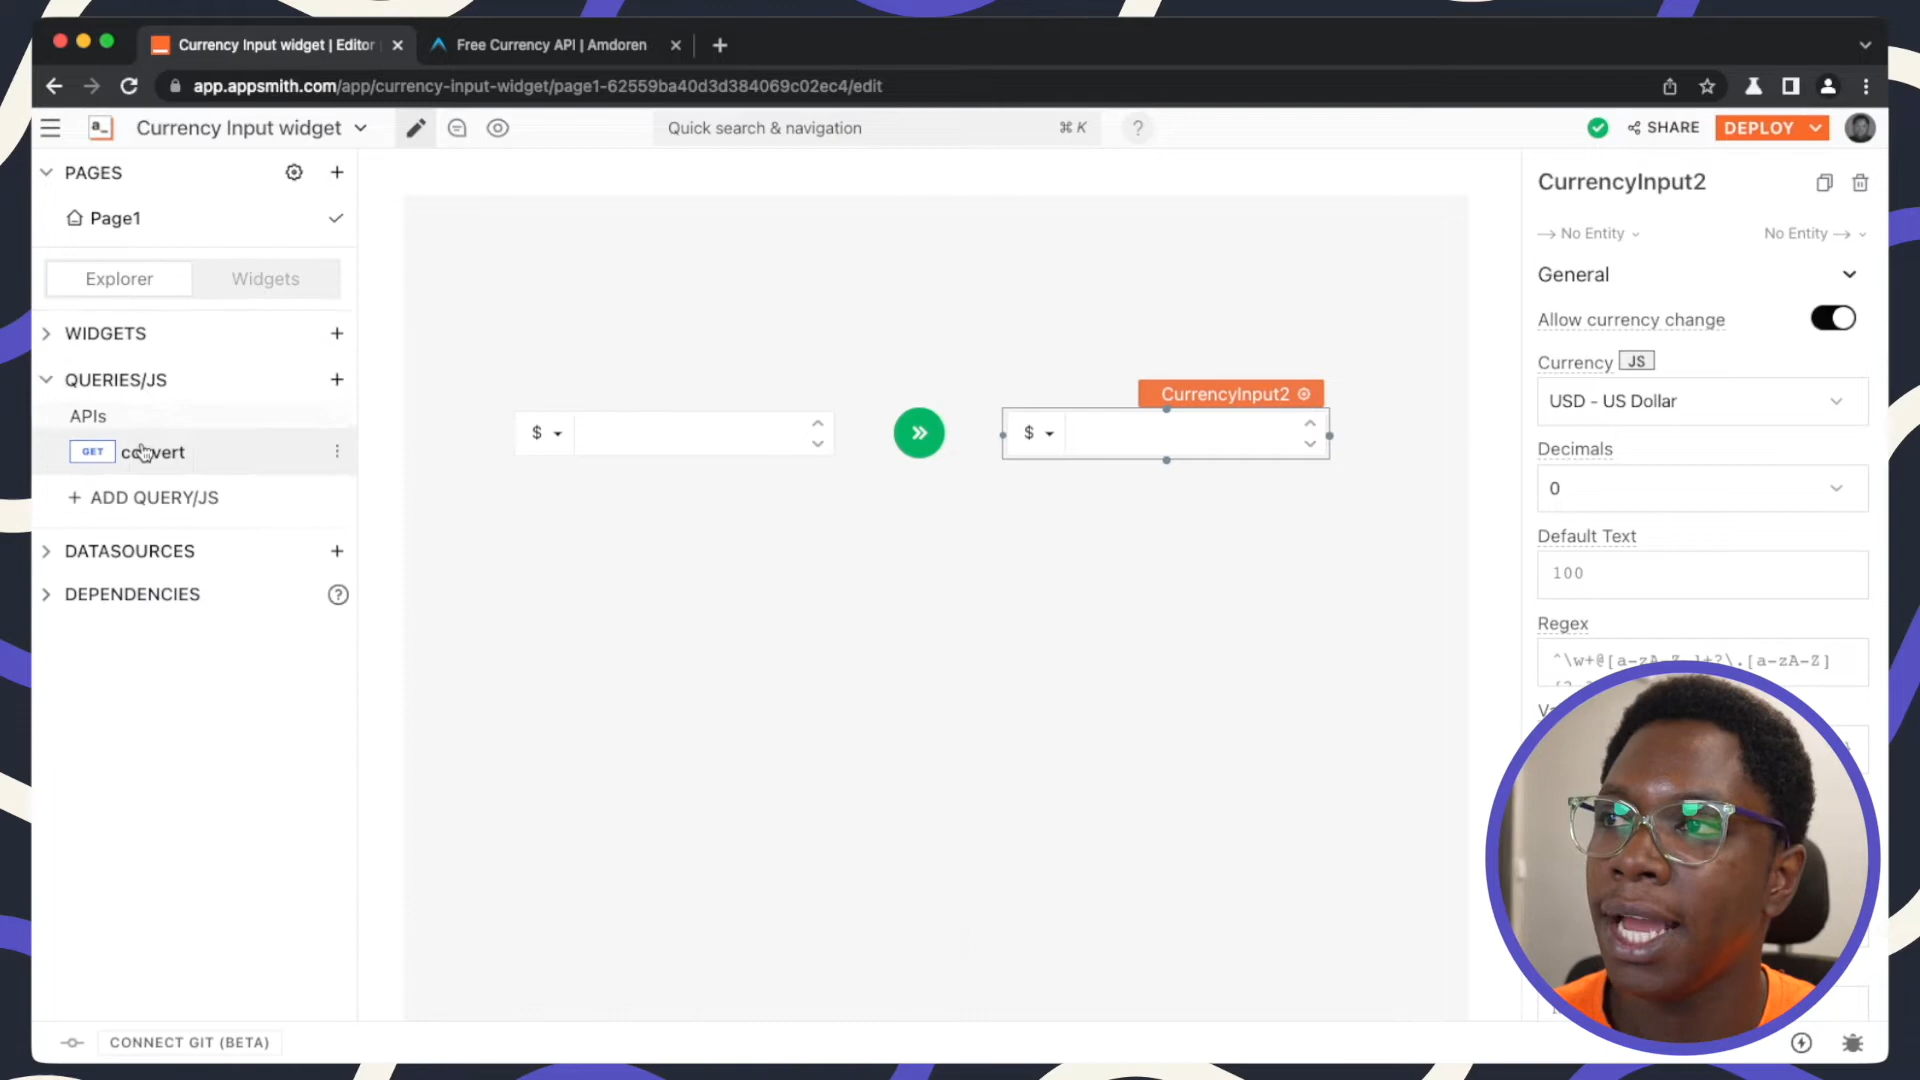 Currency Input widget | Editor
Free Currency API | Amdoren
app.appsmith.com/app/currency-input-widget/page1-62559ba40d3d384069c02ec4/edit
a_
Currency Input widget
Quick search & navigation
⌘ K
?
SHARE
DEPLOY
PAGES
Page1
Explorer
Widgets
WIDGETS
QUERIES/JS
APIs
GET
+ ADD QUERY/JS
DATASOURCES
DEPENDENCIES
?
CONNECT GIT (BETA)
$
$
CurrencyInput2
CurrencyInput2
No Entity
No Entity
General
Allow currency change
Currency
JS
USD - US Dollar
Decimals
0
Default Text
100
Regex